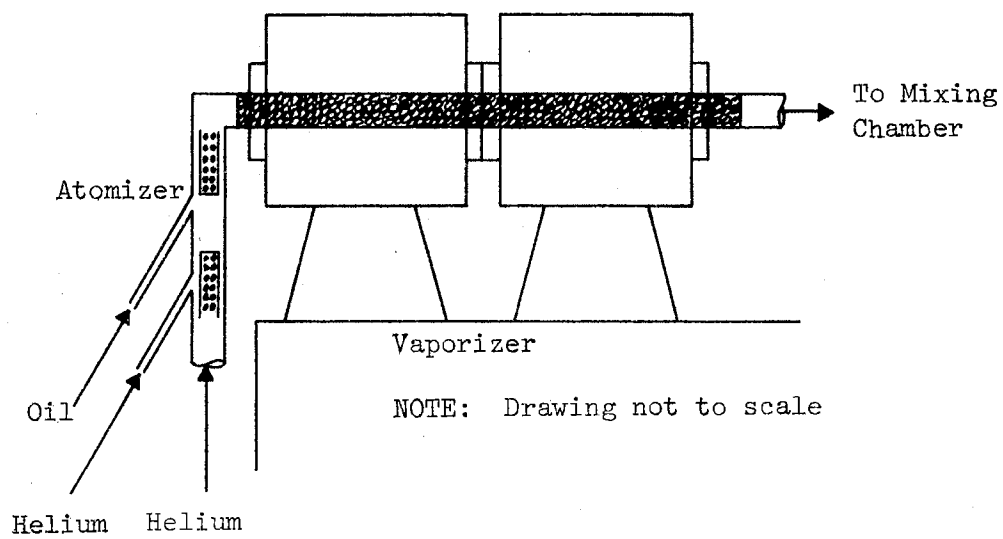 To Mixing
Chamber
Atomizer
Vaporizer
NOTE: Drawing not to scale
Oil
Helium
Helium